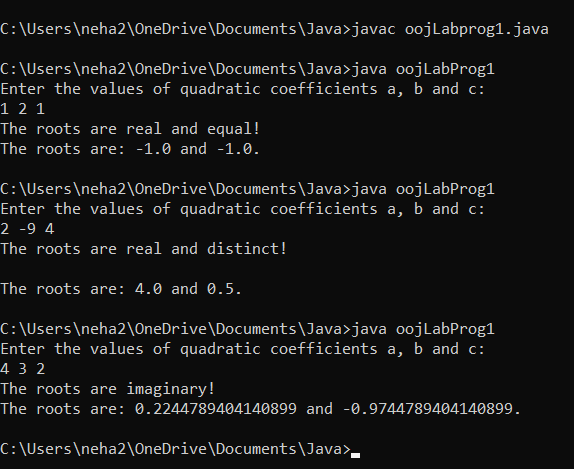 C:\Users\neha2\OneDrive\Documents\Java>javac oojLabprog1.java
C:\Users\neha2\OneDrive\Documents\Java>java oojLabProg1
Enter the values of quadratic coefficients a, b and c:
1 2 1
The roots are real and equal!
The roots are: -1.0 and -1.0.
C:\Users\neha2\OneDrive\Documents\Java>java oojLabProg1
Enter the values of quadratic coefficients a, b and c:
2 -9 4
The roots are real and distinct!
The roots are: 4.0 and 0.5.
C:\Users\neha2\OneDrive\Documents\Java>java oojLabProg1
Enter the values of quadratic coefficients a, b and c:
4 3 2
The roots are imaginary!
The roots are: 0.2244789404140899 and -0.9744789404140899.
C:\Users\neha2\OneDrive\Documents\Java>